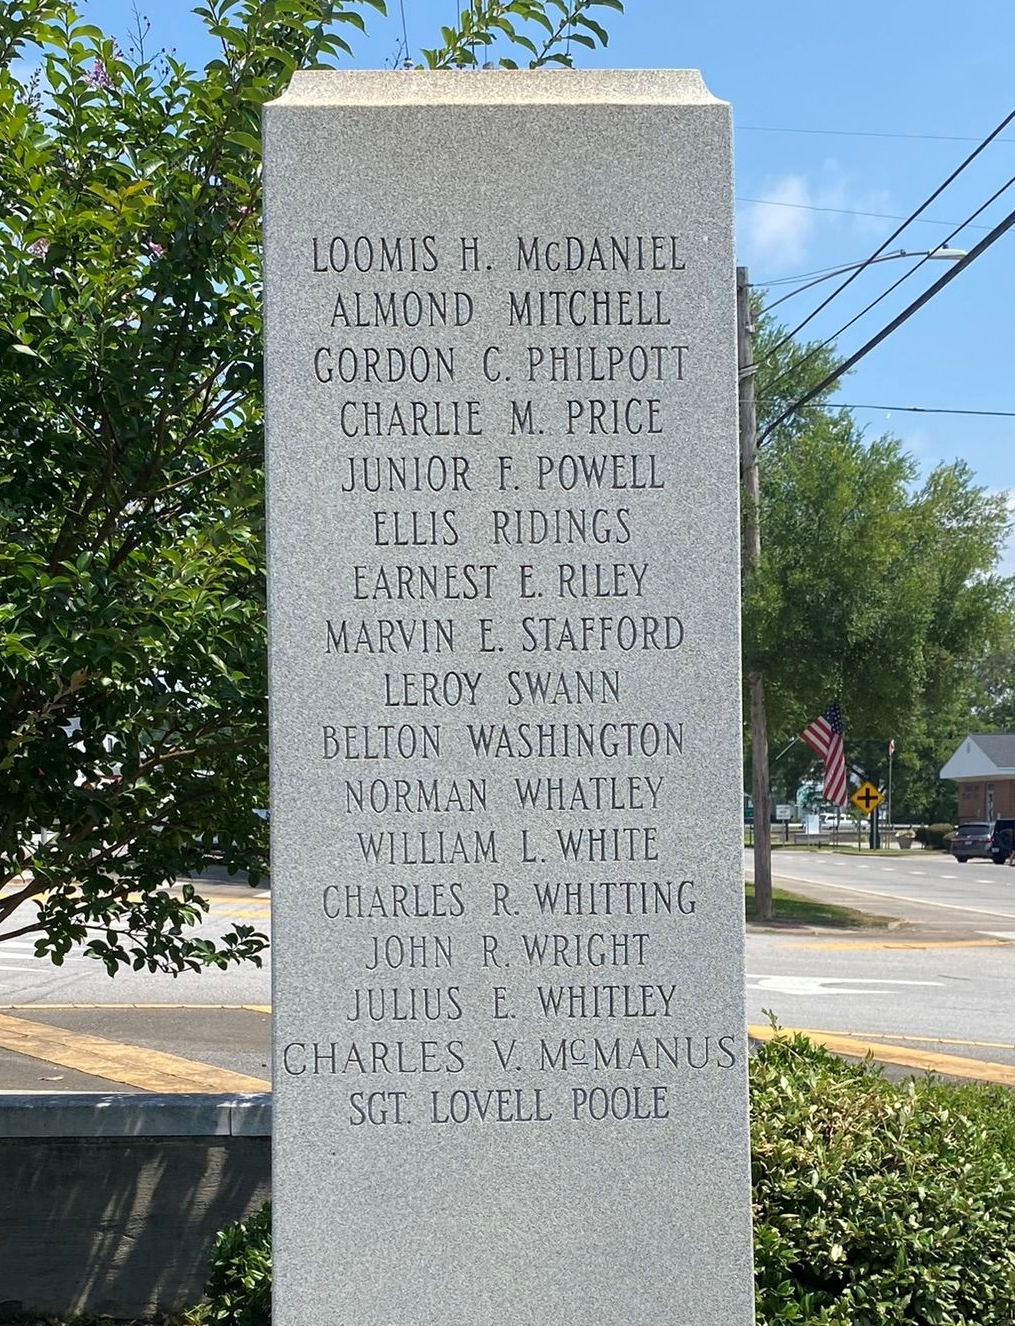 LOOMIS H. McDANIEL
ALMOND MITCHELL
GORDON C. PHILPOTT
CHARLIE M. PRICE
JUNIOR F. POWELL
ELLIS RIDINGS
EARNEST E. RILEY
MARVIN E. STAFFORD
LEROY SWANN
BELTON WASHINGTON
NORMAN WHATLEY
WILLIAM L. WHITE
CHARLES R. WHITTING
JOHN R. WRIGHT
JULIUS E. WHITLEY
CHARLES V. McMANUS
SGT. LOVELL POOLE